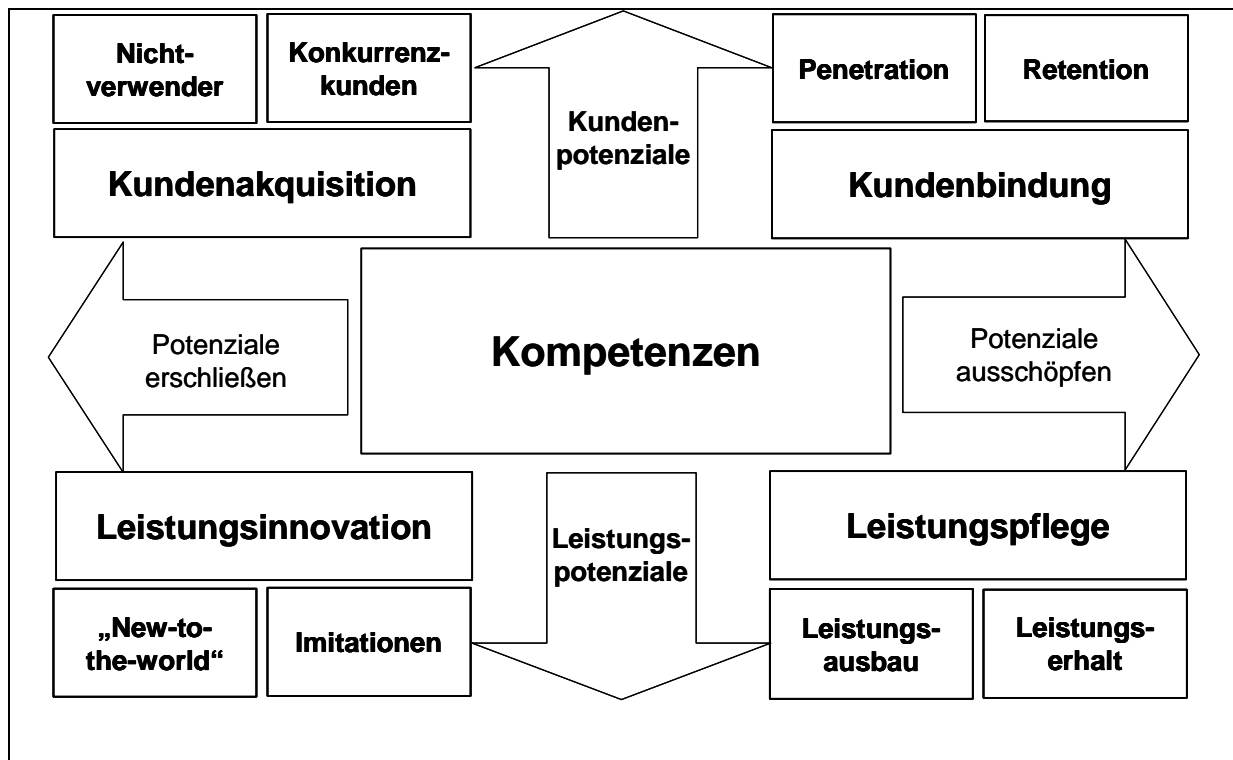 Nicht-
verwender
Konkurrenz-
kunden
Kunden-
potenziale
Penetration
Retention
Kundenakquisition
Kundenbindung
Potenziale
erschließen
Kompetenzen
Potenziale
ausschöpfen
Leistungsinnovation
Leistungs-
potenziale
Leistungspflege
„New-to-
the-world“
Imitationen
Leistungs-
ausbau
Leistungs-
erhalt